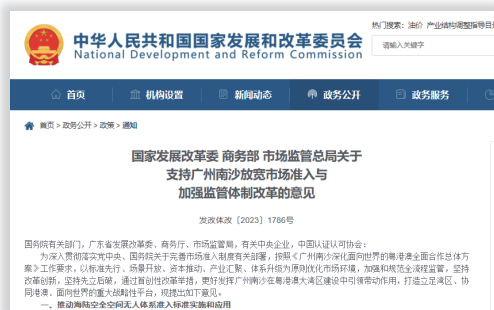 热门搜索：油价 产业结构调整指导目
中华人民共和国国家发展和改革委员会
National Development and Reform Commission
请输入关键字
首页 机构设置 新闻动态 政务公开 政务服务
首页 > 政务公开 > 政策 > 通知
国家发展改革委 商务部 市场监管总局关于
支持广州南沙放宽市场准入与
加强监管体制改革的意见
发改体改〔2023〕1786号
国务院有关部门，广东省发展改革委、商务厅、市场监管局，有关中央企业，中国认证认可协会：
为深入贯彻落实党中央、国务院关于完善市场准入制度有关部署，按照《广州南沙深化面向世界的粤港澳全面合作总体方
案》工作要求，以标准先行、场景开放、资本推动、产业汇聚、体系升级为原则优化市场环境，加强和规范全流程监管，坚持
改革创新，坚持先立后破，通过首创性改革举措，更好发挥广州南沙在粤港澳大湾区建设中引领带动作用，打造立足湾区、协
同港澳、面向世界的重大战略性平台，现提出如下意见。
一、推动海陆空全空间无人体系准入标准实施和应用